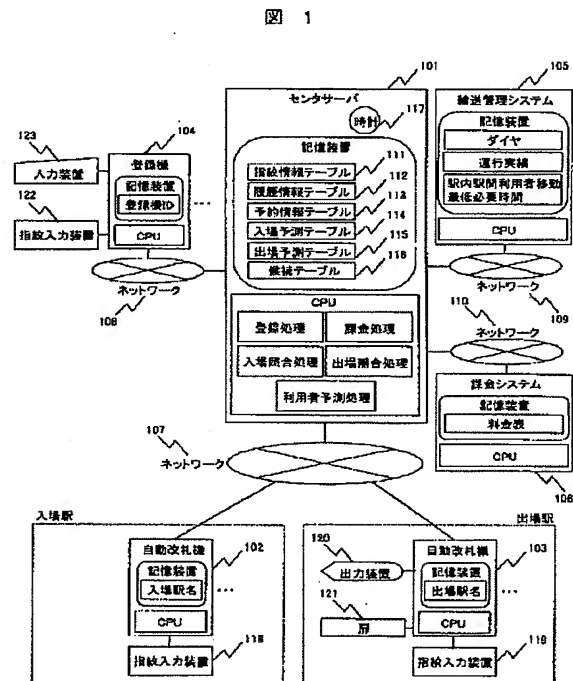 図 1
101
センタサーバ
117
時計
記憶装置
指紋情報テーブル
111
履歴情報テーブル
112
予約情報テーブル
113
入場予測テーブル
114
出場予測テーブル
115
候補テーブル
116
CPU
登録処理
課金処理
入場照合処理
出場照合処理
利用者予測処理
105
輸送管理システム
記憶装置
ダイヤ
運行実績
駅内駅間利用者移動
最低必要時間
CPU
ネットワーク
109
110
ネットワーク
課金システム
記憶装置
料金表
CPU
106
123
入力装置
122
指紋入力装置
104
登録機
記憶装置
登録機ID
…
CPU
ネットワーク
108
107
ネットワーク
入場駅
自動改札機
102
記憶装置
入場駅名
…
CPU
指紋入力装置
118
出場駅
120
出力装置
121
扉
自動改札機
103
記憶装置
出場駅名
…
CPU
指紋入力装置
119